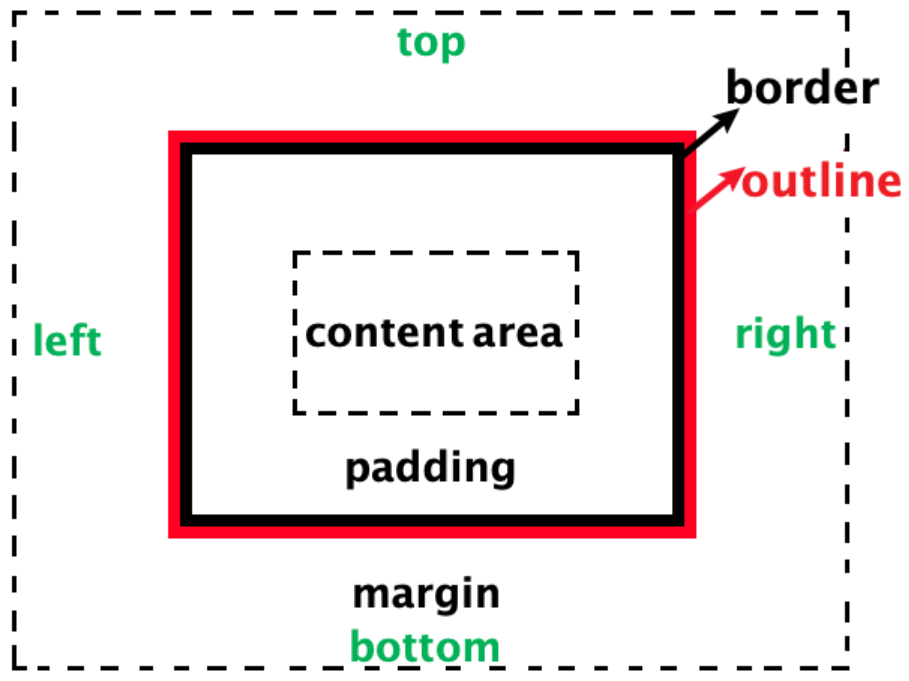 top
border
outline
left
content area
right
padding
margin
bottom